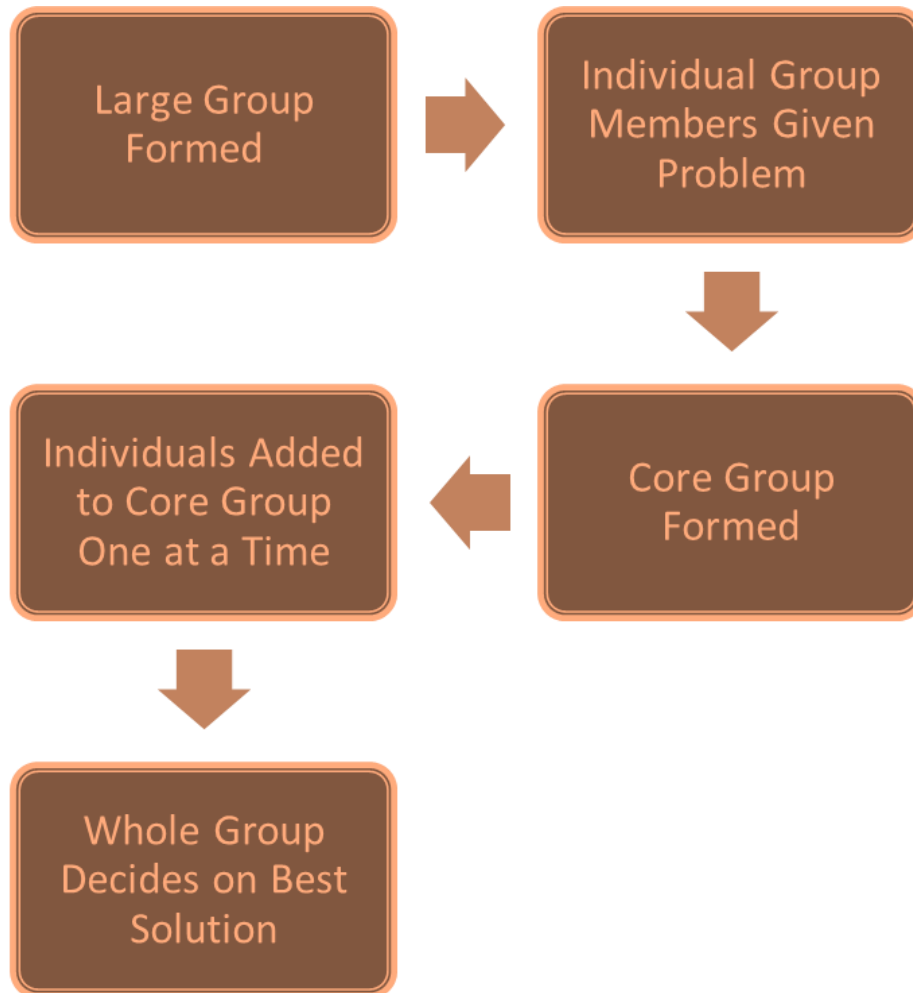 Large Group
Formed
Individual Group
Members Given
Problem
Core Group
Formed
Individuals Added
to Core Group
One at a Time
Whole Group
Decides on Best
Solution